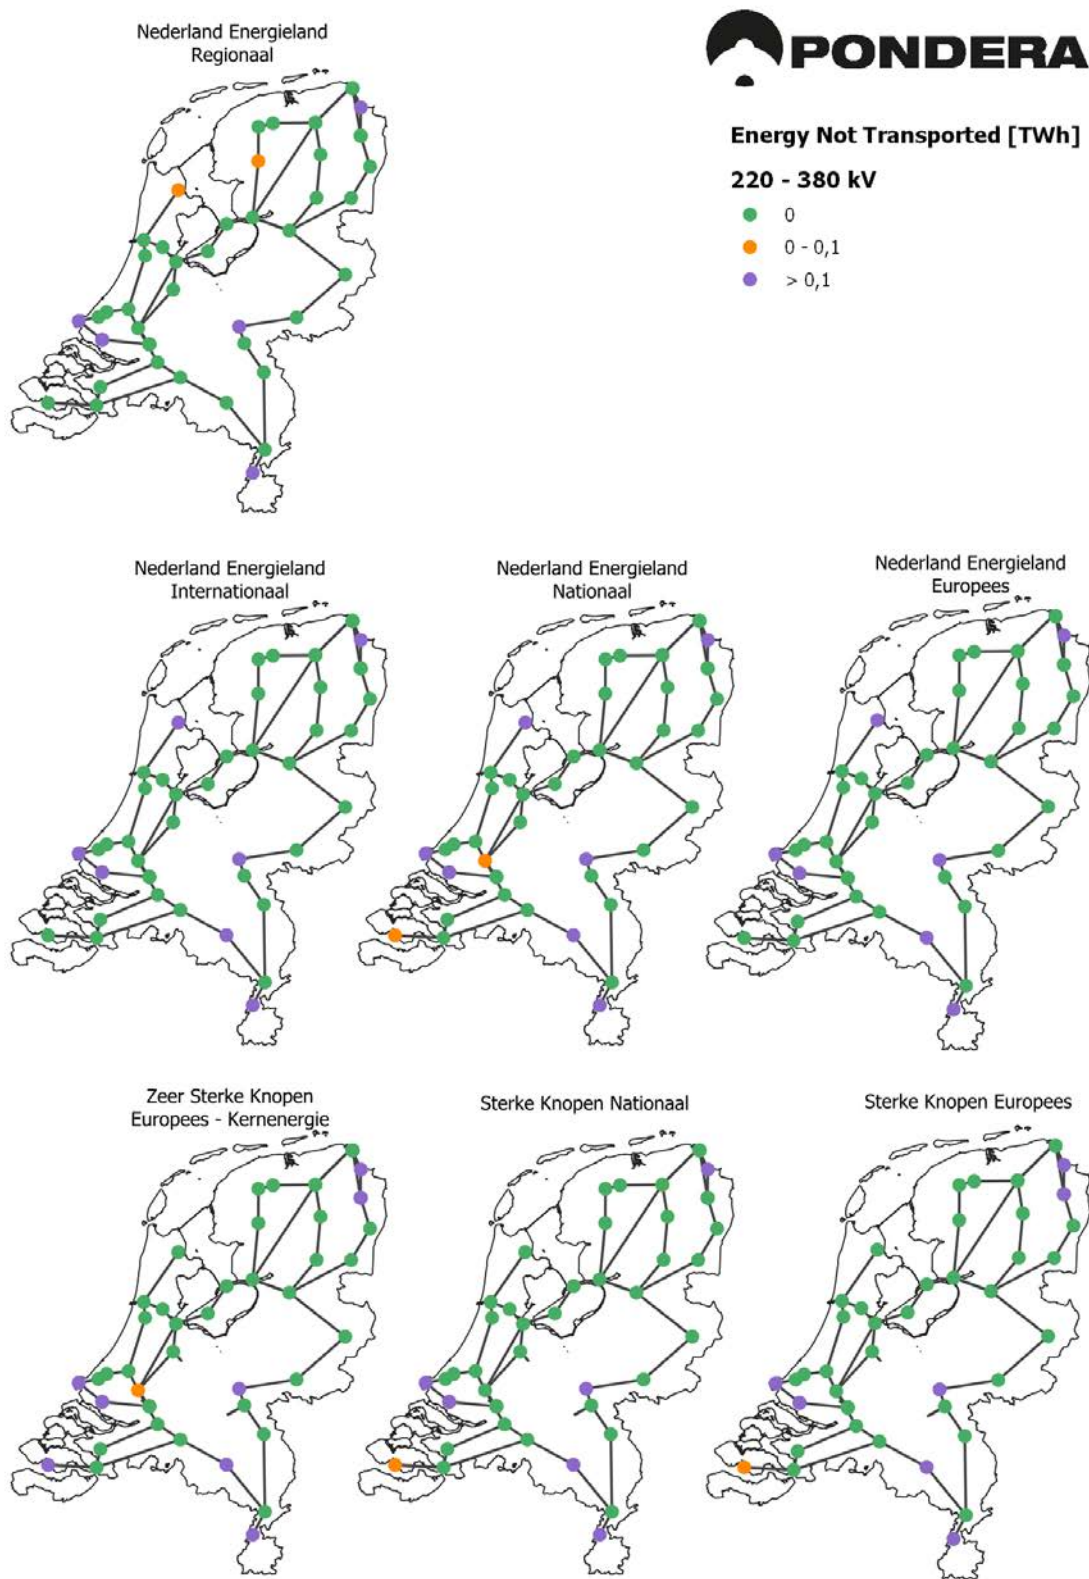 Nederland Energieland
Regionaal
PONDERA
Energy Not Transported [TWh]
220 - 380 kV
0
0 - 0,1
> 0,1
Nederland Energieland
Internationaal
Nederland Energieland
Nationaal
Nederland Energieland
Europees
Zeer Sterke Knopen
Europees - Kernenergie
Sterke Knopen Nationaal
Sterke Knopen Europees